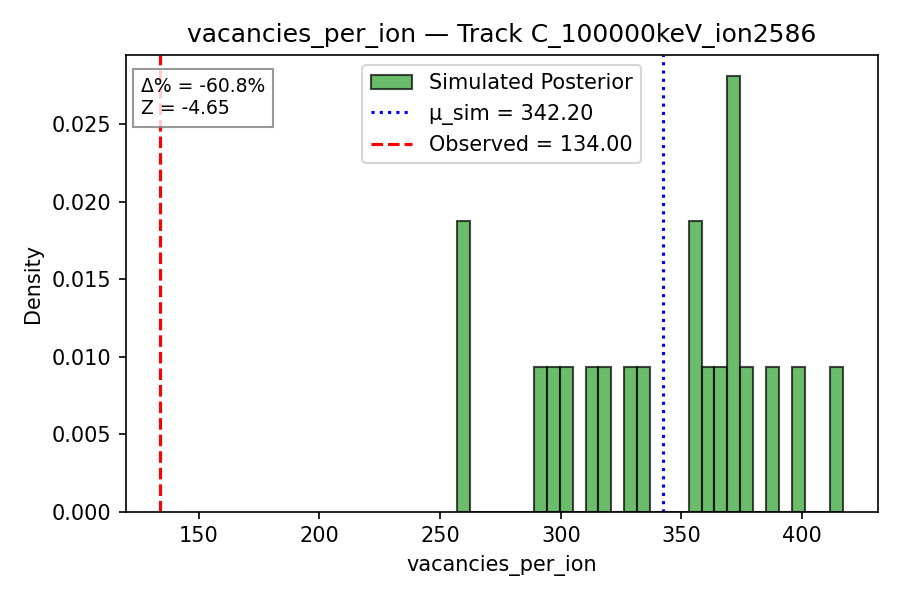 vacancies_per_ion — Track C_100000keV_ion2586
Δ% = -60.8%
Z = -4.65
Simulated Posterior
μ_sim = 342.20
Observed = 134.00
Density
0.025
0.020
0.015
0.010
0.005
0.000
150 200 250 300 350 400
vacancies_per_ion